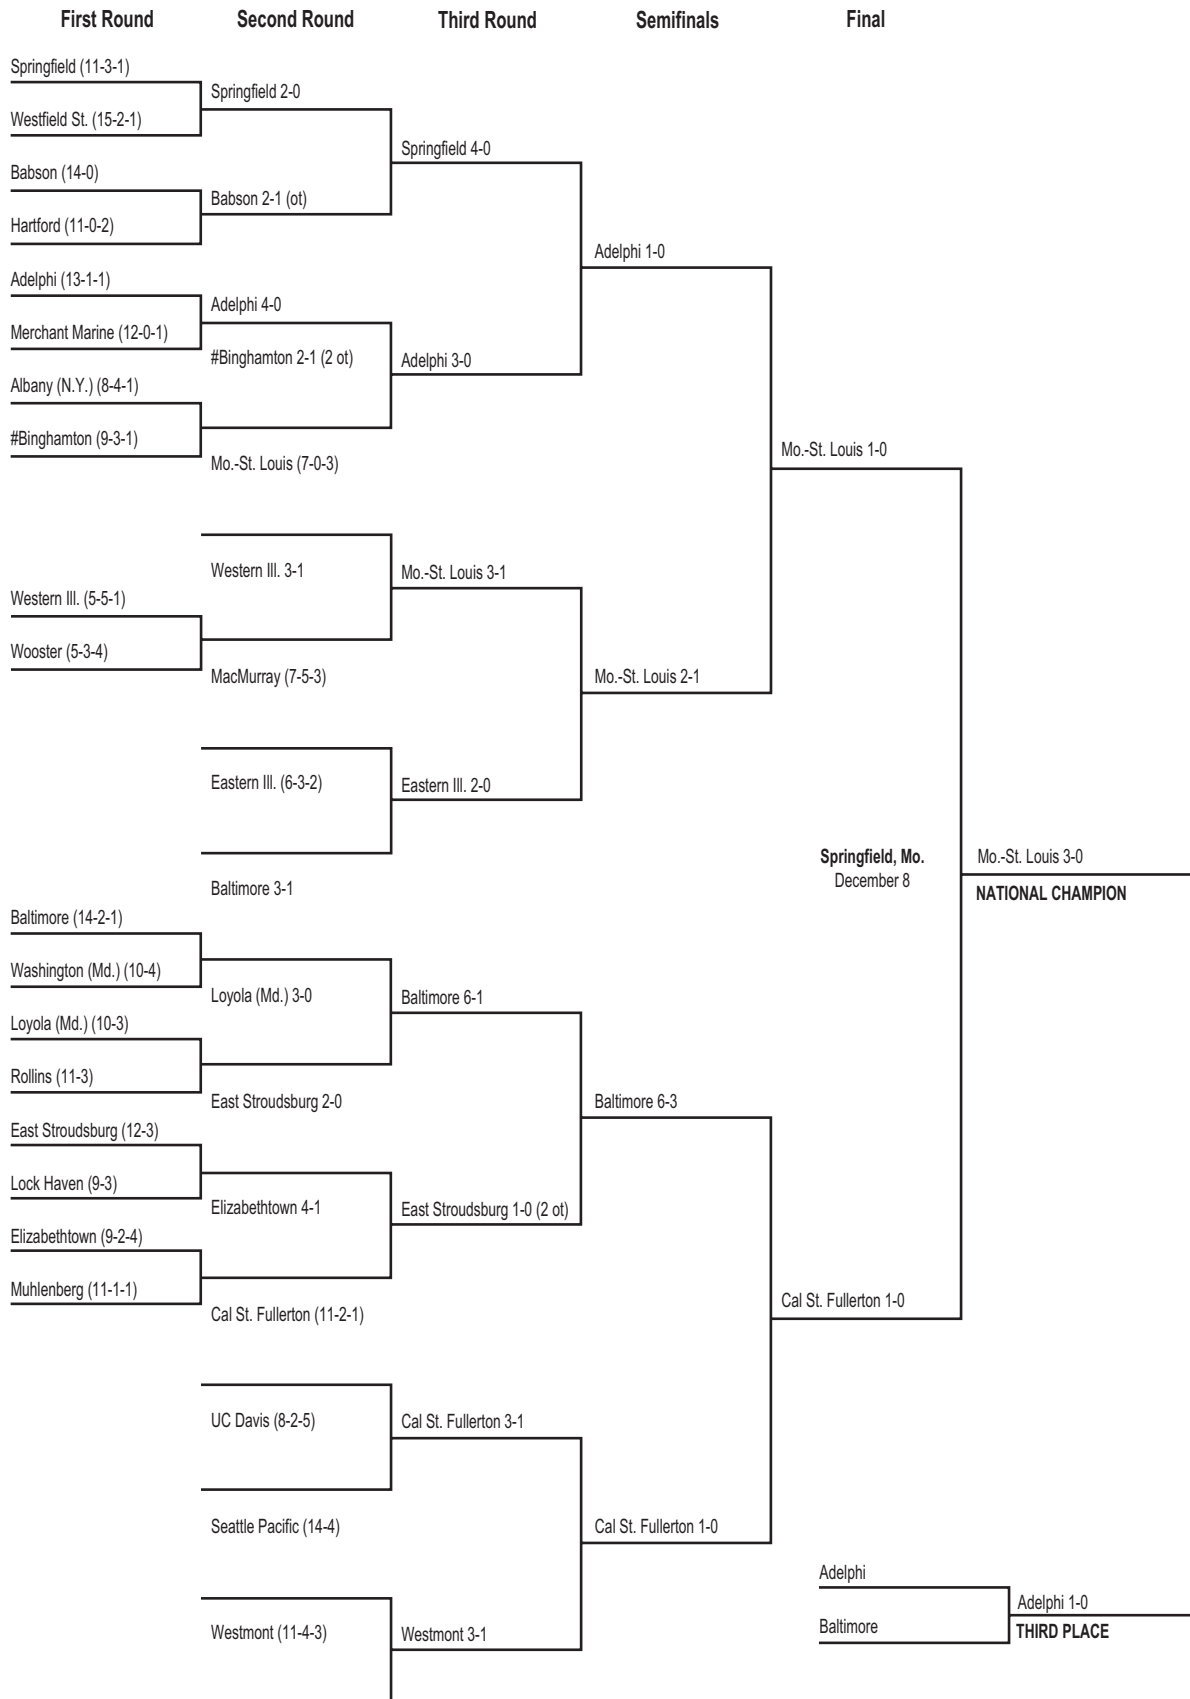 First Round
Second Round
Third Round
Semifinals
Final
Springfield (11-3-1)
Westfield St. (15-2-1)
Babson (14-0)
Hartford (11-0-2)
Adelphi (13-1-1)
Merchant Marine (12-0-1)
Albany (N.Y.) (8-4-1)
#Binghamton (9-3-1)
Western Ill. (5-5-1)
Wooster (5-3-4)
Baltimore (14-2-1)
Washington (Md.) (10-4)
Loyola (Md.) (10-3)
Rollins (11-3)
East Stroudsburg (12-3)
Lock Haven (9-3)
Elizabethtown (9-2-4)
Muhlenberg (11-1-1)
Springfield 2-0
Babson 2-1 (ot)
Adelphi 4-0
#Binghamton 2-1 (2 ot)
Mo.-St. Louis (7-0-3)
Western Ill. 3-1
MacMurray (7-5-3)
Eastern Ill. (6-3-2)
Baltimore 3-1
Loyola (Md.) 3-0
East Stroudsburg 2-0
Elizabethtown 4-1
Cal St. Fullerton (11-2-1)
UC Davis (8-2-5)
Seattle Pacific (14-4)
Westmont (11-4-3)
Springfield 4-0
Adelphi 3-0
Mo.-St. Louis 3-1
Eastern Ill. 2-0
Baltimore 6-1
East Stroudsburg 1-0 (2 ot)
Cal St. Fullerton 3-1
Westmont 3-1
Adelphi 1-0
Mo.-St. Louis 2-1
Baltimore 6-3
Cal St. Fullerton 1-0
Mo.-St. Louis 1-0
Cal St. Fullerton 1-0
Springfield, Mo.
December 8
Mo.-St. Louis 3-0
NATIONAL CHAMPION
Adelphi
Baltimore
Adelphi 1-0
THIRD PLACE